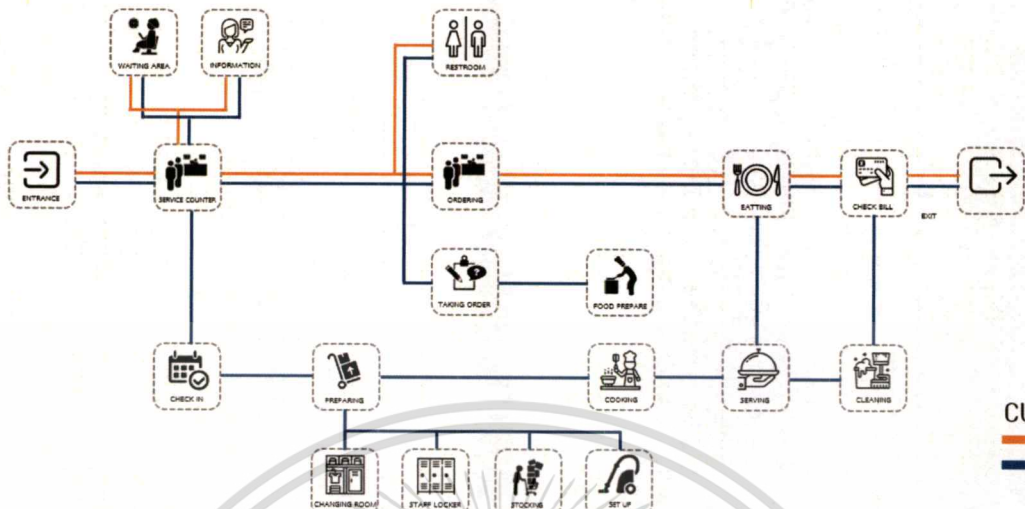 WAITING AREA
INFORMATION
RESTROOM
ENTRANCE
SERVICE COUNTER
ORDERING
EATTING
CHECK BILL
EXIT
TAKING ORDER
FOOD PREPARE
CHECK IN
PREPARING
COOKING
SERVING
CLEANING
CU
CHANGING ROOM
STAFF LOCKER
STOCKING
SET UP